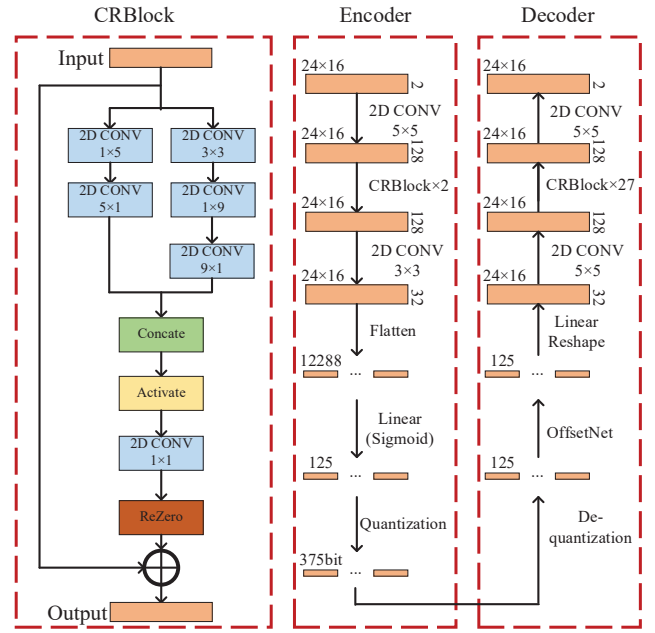 CRBlock
Input
2D CONV
1×5
2D CONV
3×3
2D CONV
5×1
2D CONV
1×9
2D CONV
9×1
Concate
Activate
2D CONV
1×1
ReZero
Output
Encoder
24×16
2
2D CONV
5×5
24×16
128
CRBlock×2
24×16
128
2D CONV
3×3
24×16
32
Flatten
12288
...
Linear
(Sigmoid)
125
...
Quantization
375bit
...
Decoder
24×16
2
2D CONV
5×5
24×16
128
CRBlock×27
24×16
128
2D CONV
5×5
24×16
32
Linear
Reshape
125
...
OffsetNet
125
...
De-
quantization